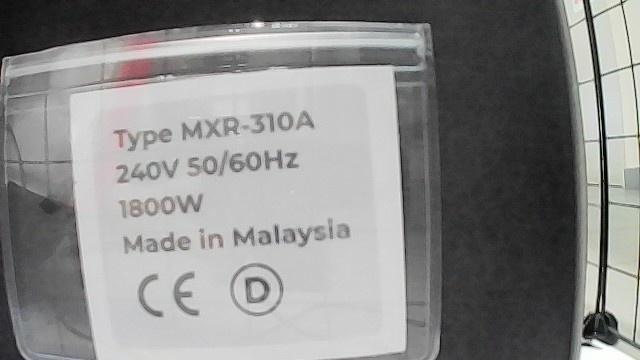 Type MXR-310A
240V 50/60Hz
1800W
Made in Malaysia
CE D